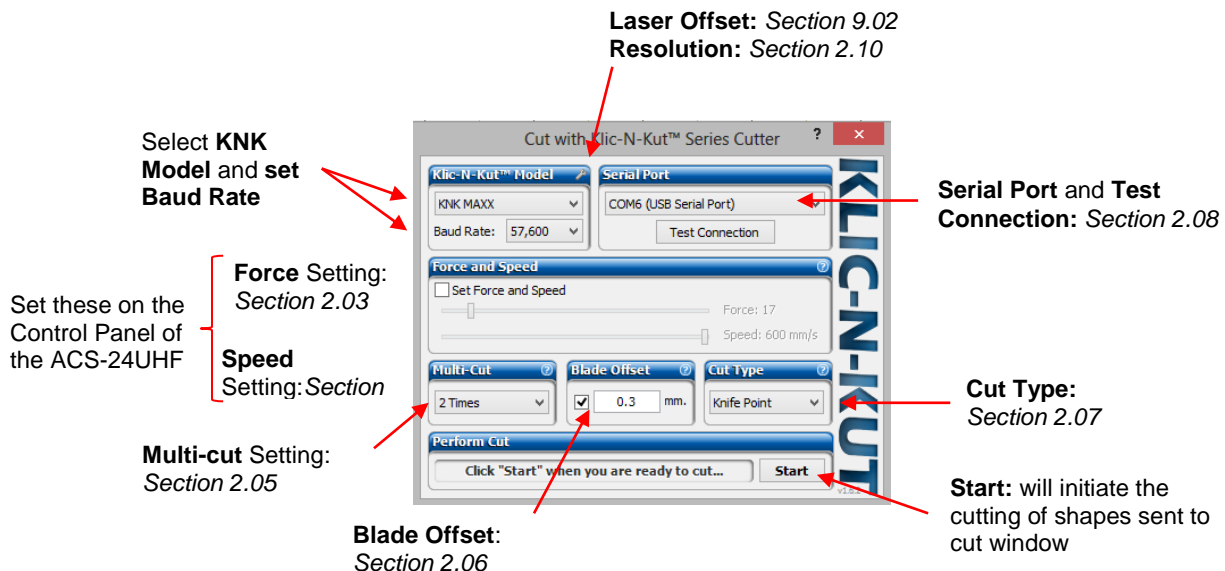 Laser Offset: Section 9.02
Resolution: Section 2.10
Select KNK
Model and set
Baud Rate
Cut with Klic-N-Kut™ Series Cutter
?
×
Klic-N-Kut™ Model
Serial Port
KNK MAXX
COM6 (USB Serial Port)
Baud Rate: 57,600
Test Connection
Serial Port and Test
Connection: Section 2.08
KLIC-N-KUT
Force and Speed
?
Set Force and Speed
Force: 17
Speed: 600 mm/s
Set these on the
Control Panel of
the ACS-24UHF
Force Setting:
Section 2.03
Speed
Setting:Section
Multi-Cut
?
Blade Offset
?
Cut Type
?
2 Times
0.3 mm.
Knife Point
Cut Type:
Section 2.07
Multi-cut Setting:
Section 2.05
Perform Cut
Click "Start" when you are ready to cut...
Start
Start: will initiate the
cutting of shapes sent to
cut window
Blade Offset:
Section 2.06